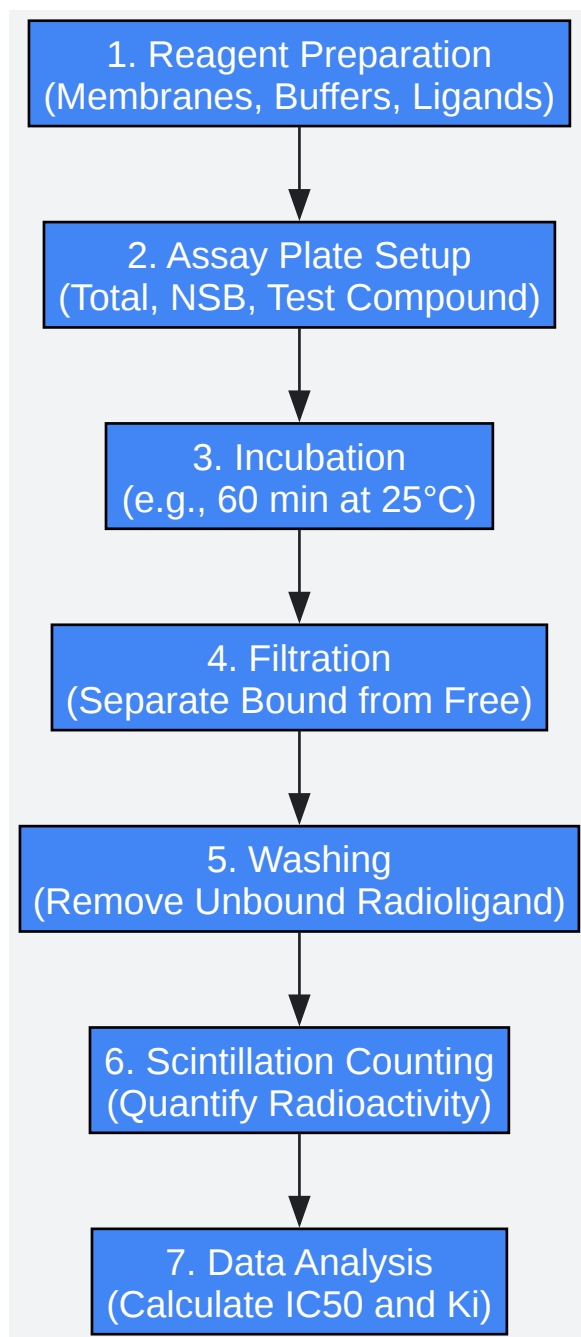 1. Reagent Preparation
(Membranes, Buffers, Ligands)
2. Assay Plate Setup
(Total, NSB, Test Compound)
3. Incubation
(e.g., 60 min at 25°C)
4. Filtration
(Separate Bound from Free)
5. Washing
(Remove Unbound Radioligand)
6. Scintillation Counting
(Quantify Radioactivity)
7. Data Analysis
(Calculate IC50 and Ki)